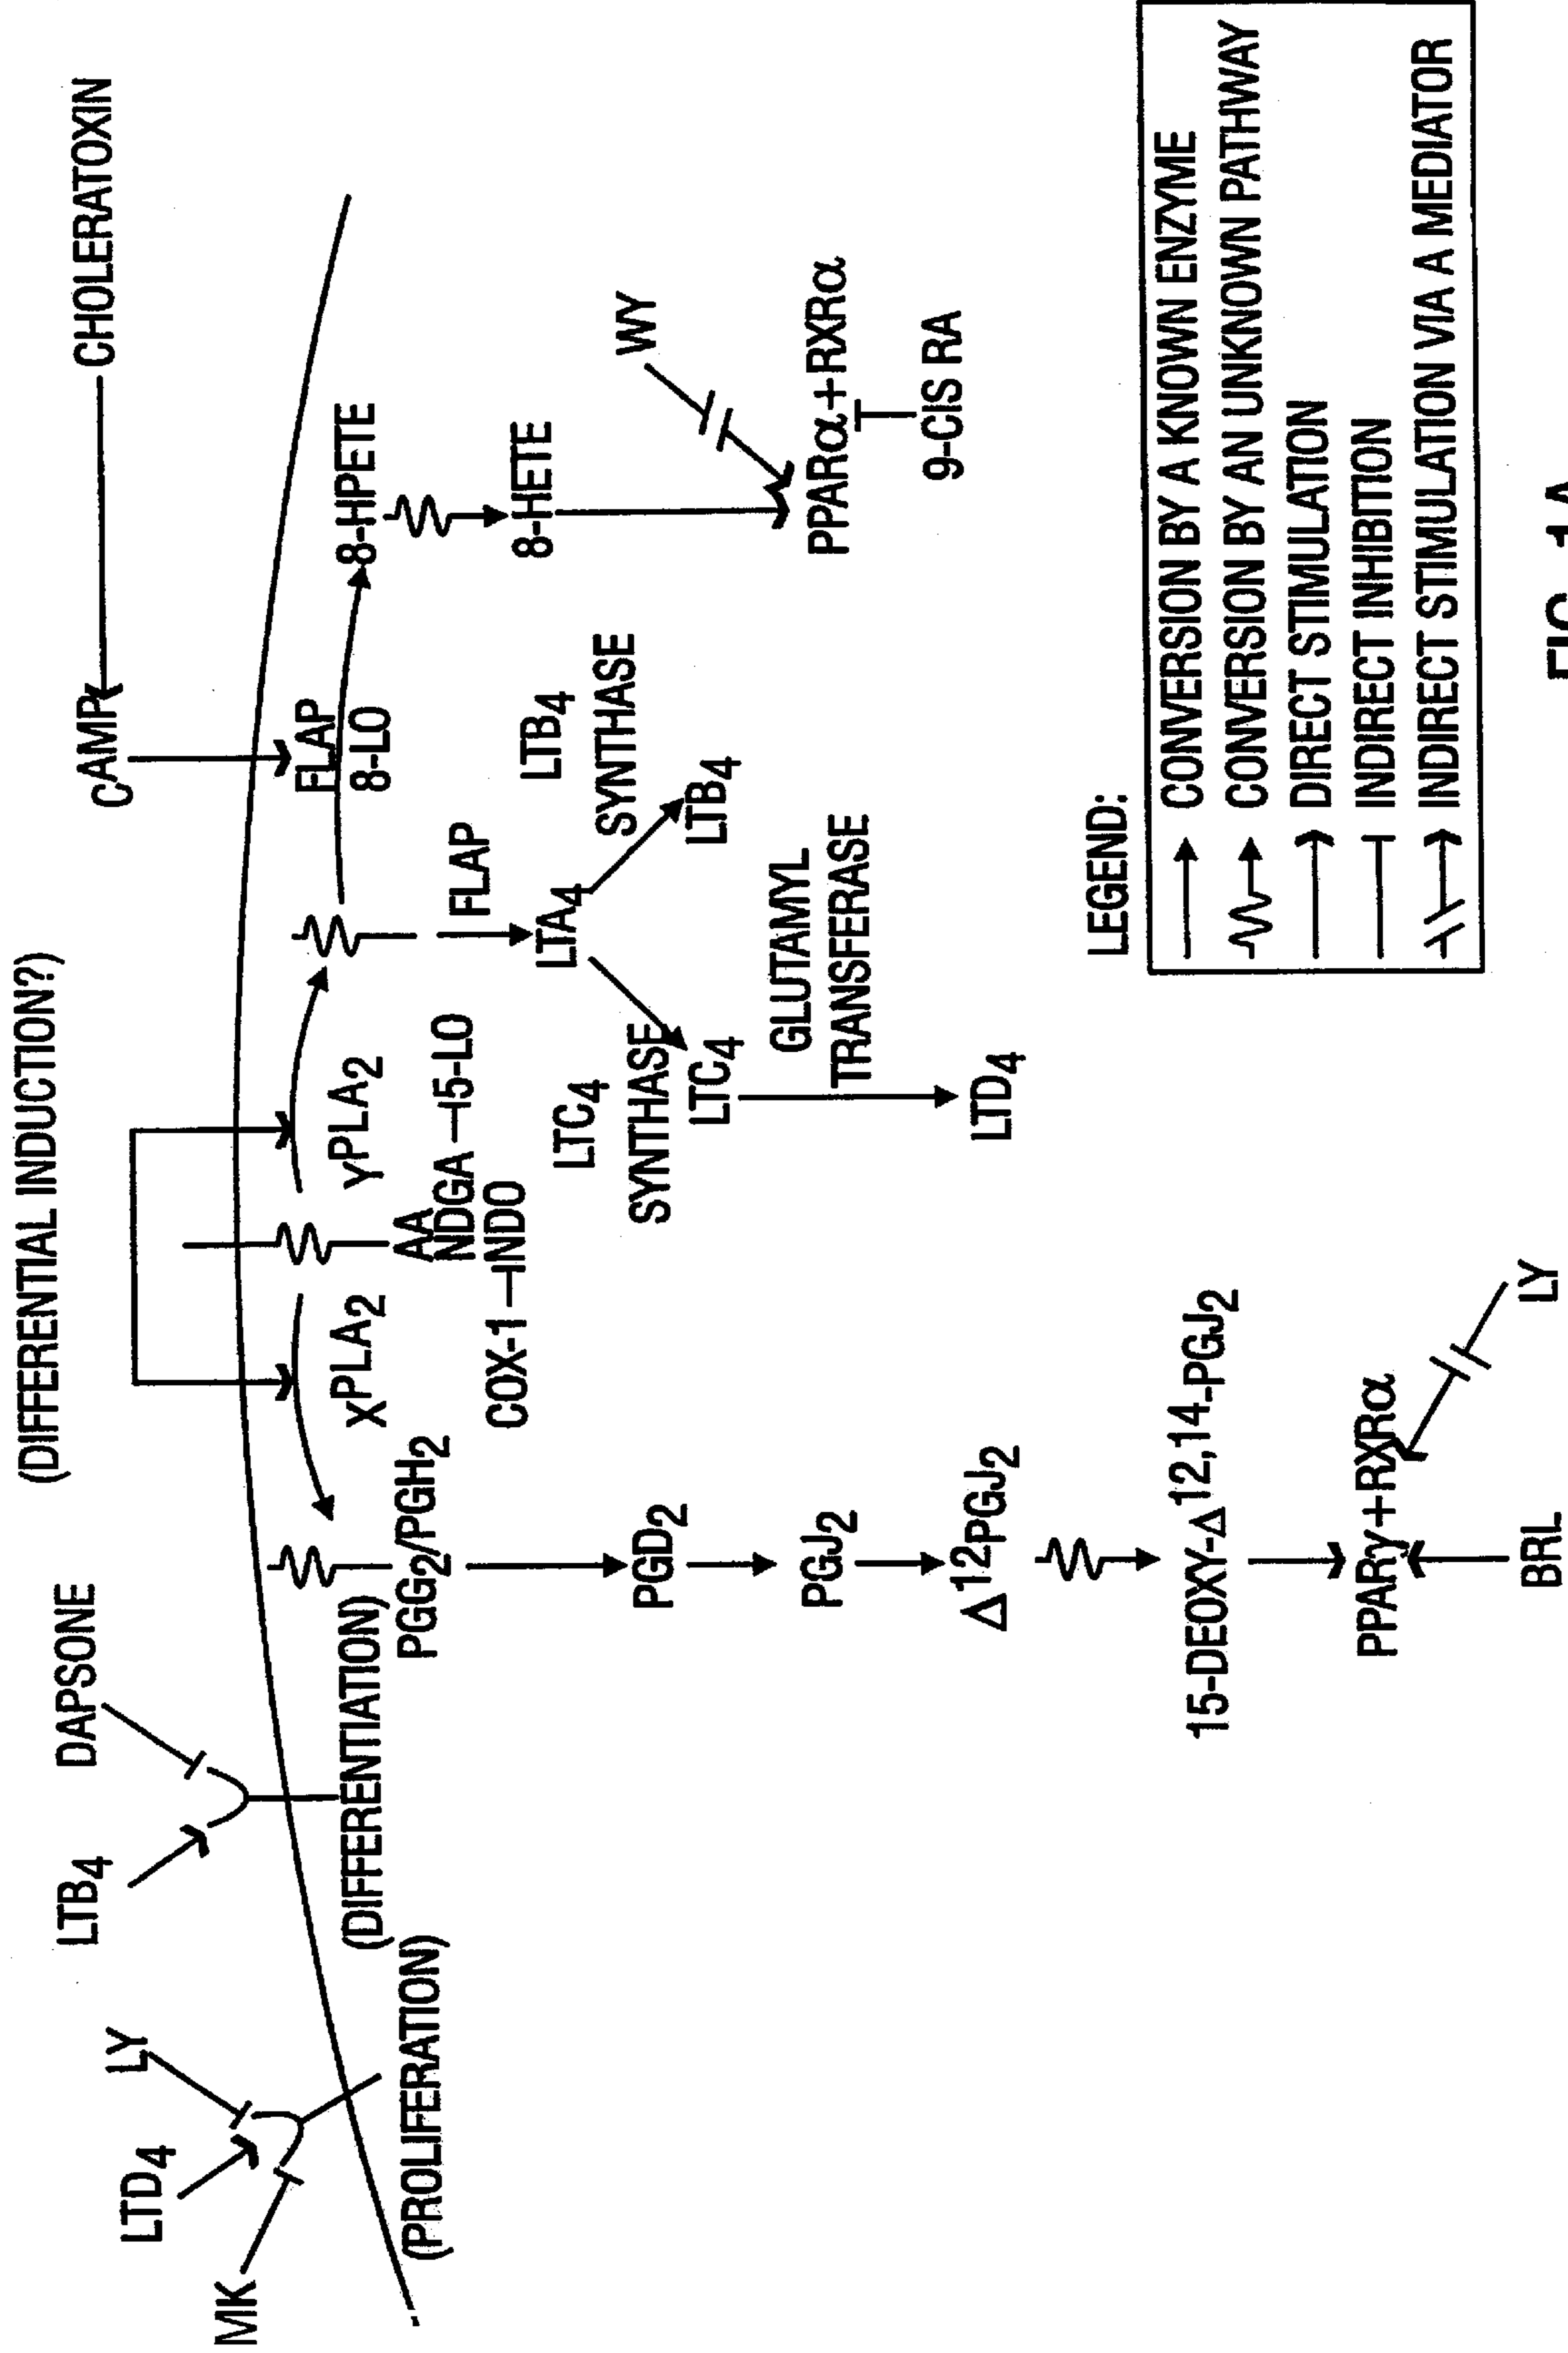 (DIFFERENTIAL INDUCTION?)
CHOLERATOXIN
cAMP
DAPSONE
LTB4
LY
LTD4
MK
FLAP
8-LO
8-HPETE
8-HETE
WY
PPARα+RXRα
9-CIS RA
XPLA2
YPLA2
AA
NDGA ⊣5-LO
COX-1 ⊣INDO
FLAP
LTA4
LTB4
SYNTHASE
LTB4
LTC4
SYNTHASE
LTC4
GLUTAMYL
TRANSFERASE
LTD4
(DIFFERENTIATION)
(PROLIFERATION)
PGG2/PGH2
PGD2
PGJ2
Δ12PGJ2
15-DEOXY-Δ12,14-PGJ2
PPARγ+RXRα
BRL
LY
LEGEND:
CONVERSION BY A KNOWN ENZYME
CONVERSION BY AN UNKNOWN PATHWAY
DIRECT STIMULATION
INDIRECT INHIBITION
INDIRECT STIMULATION VIA A MEDIATOR